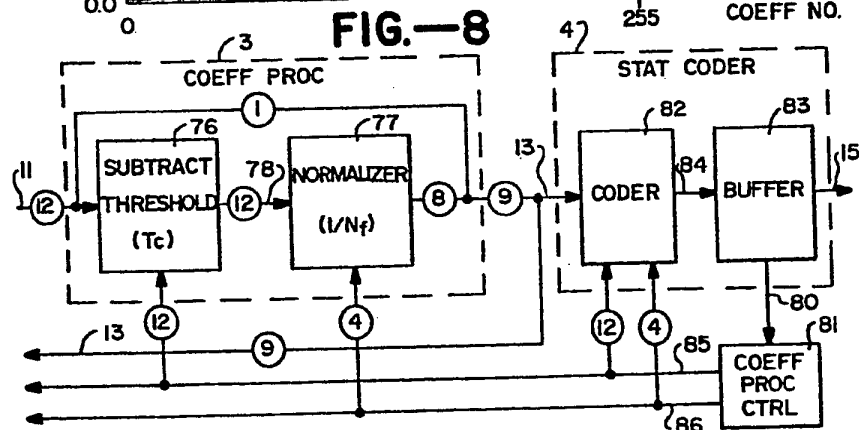 0.0
0.
FIG.—8
255
COEFF NO.
3
COEFF PROC
4
STAT CODER
1
76
77
82
83
11
12
SUBTRACT
THRESHOLD
(Tc)
12
78
NORMALIZER
(1/Nf)
8
9
13
CODER
84
BUFFER
15
12
4
12
4
80
81
13
9
85
COEFF
PROC
CTRL
86